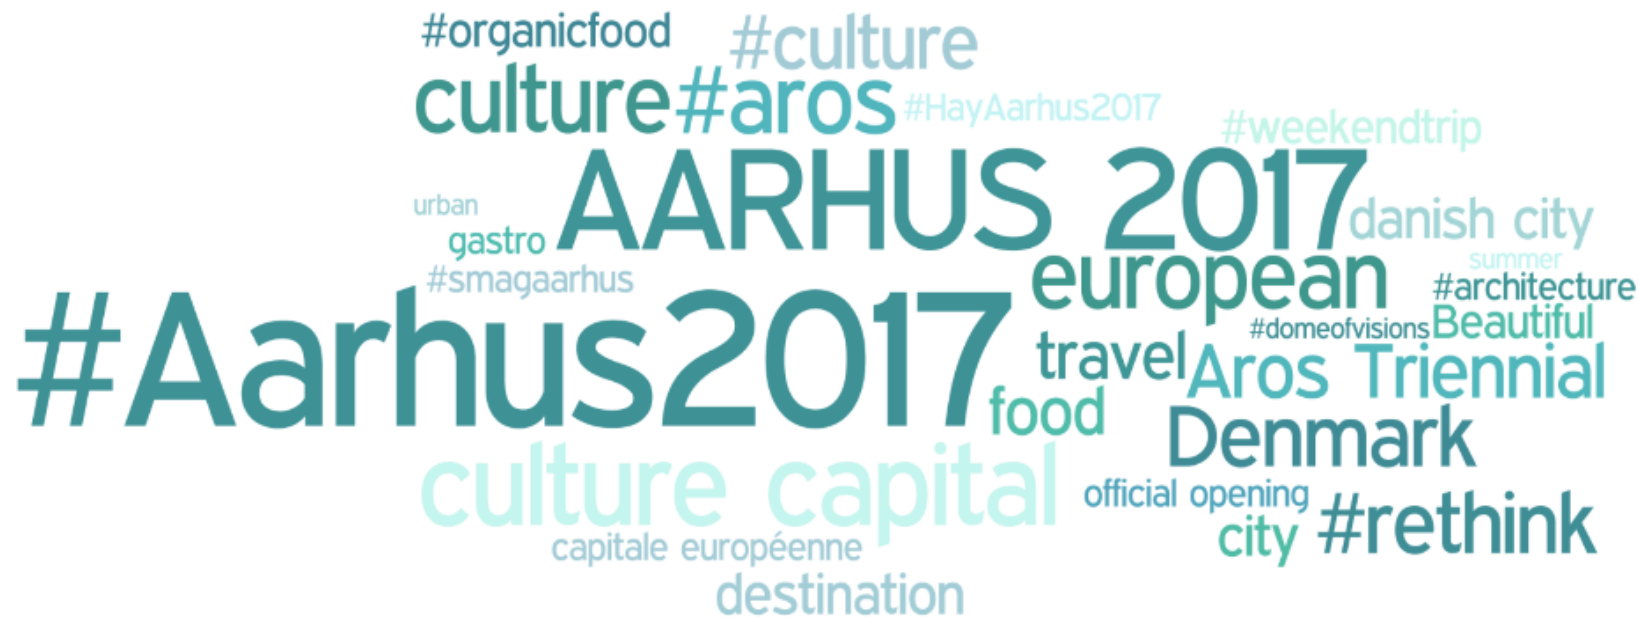 #organicfood
#culture
culture
#aros
#HayAarhus2017
#weekendtrip
AARHUS 2017
urban
danish city
gastro
summer
#smagaarhus
european
#architecture
#Aarhus2017
#domeofvisions
Beautiful
travel
Aros Triennial
food
Denmark
culture capital
official opening
#rethink
city
capitale européenne
destination